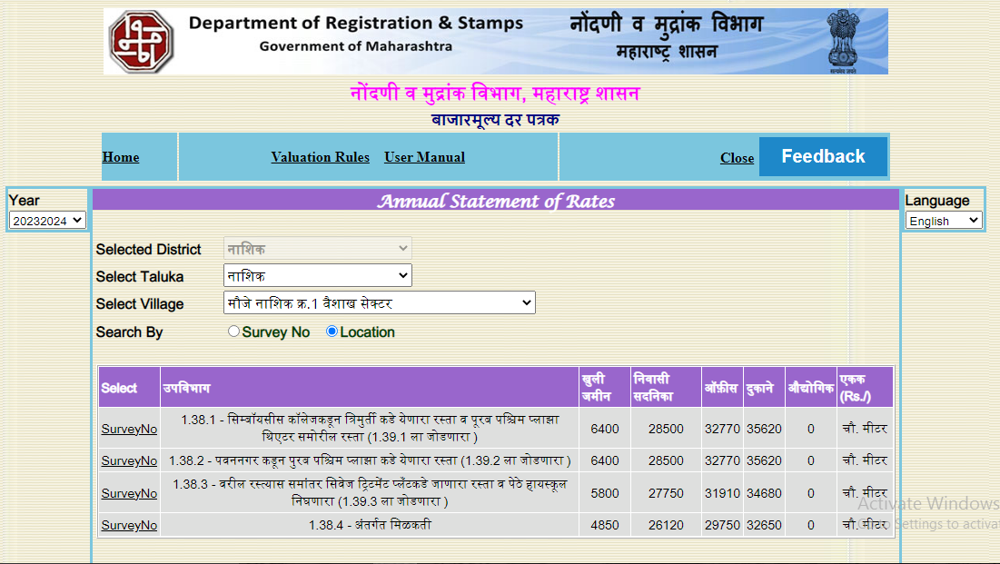 Department of Registration & Stamps
Government of Maharashtra
नोंदणी व मुद्रांक विभाग
महाराष्ट्र शासन
नोंदणी व मुद्रांक विभाग, महाराष्ट्र शासन
बाजारमूल्य दर पत्रक
Home Valuation Rules User Manual Close Feedback
Year
20232024
Annual Statement of Rates
Language
English
Selected District नाशिक
Select Taluka नाशिक
Select Village मौजे नाशिक क्र.1 वैशाख सेक्टर
Search By Survey No Location
Select उपविभाग खुली जमीन निवासी सदनिका ऑफ़ीस दुकाने औद्योगिक एकक (Rs./)
SurveyNo 1.38.1 - सिम्बॉयसीस कॉलेजकडून त्रिमुर्ती कडे येणारा रस्ता व पूरब पश्चिम प्लाझा
थिएटर समोरील रस्ता (1.39.1 ला जोडणारा ) 6400 28500 32770 35620 0 चौ. मीटर
SurveyNo 1.38.2 - पवननगर कडून पुरब पश्चिम प्लाझा कडे येणारा रस्ता (1.39.2 ला जोडणारा ) 6400 28500 32770 35620 0 चौ. मीटर
SurveyNo 1.38.3 - वरील रस्त्यास समांतर सिवेज ट्रिटमेंट प्लँटकडे जाणारा रस्ता व पेठे हायस्कूल
निघणारा (1.39.3 ला जोडणारा ) 5800 27750 31910 34680 0 चौ. मीटर
SurveyNo 1.38.4 - अंतर्गत मिळकती 4850 26120 29750 32650 0 चौ. मीटर
Activate Windows
Settings to activa